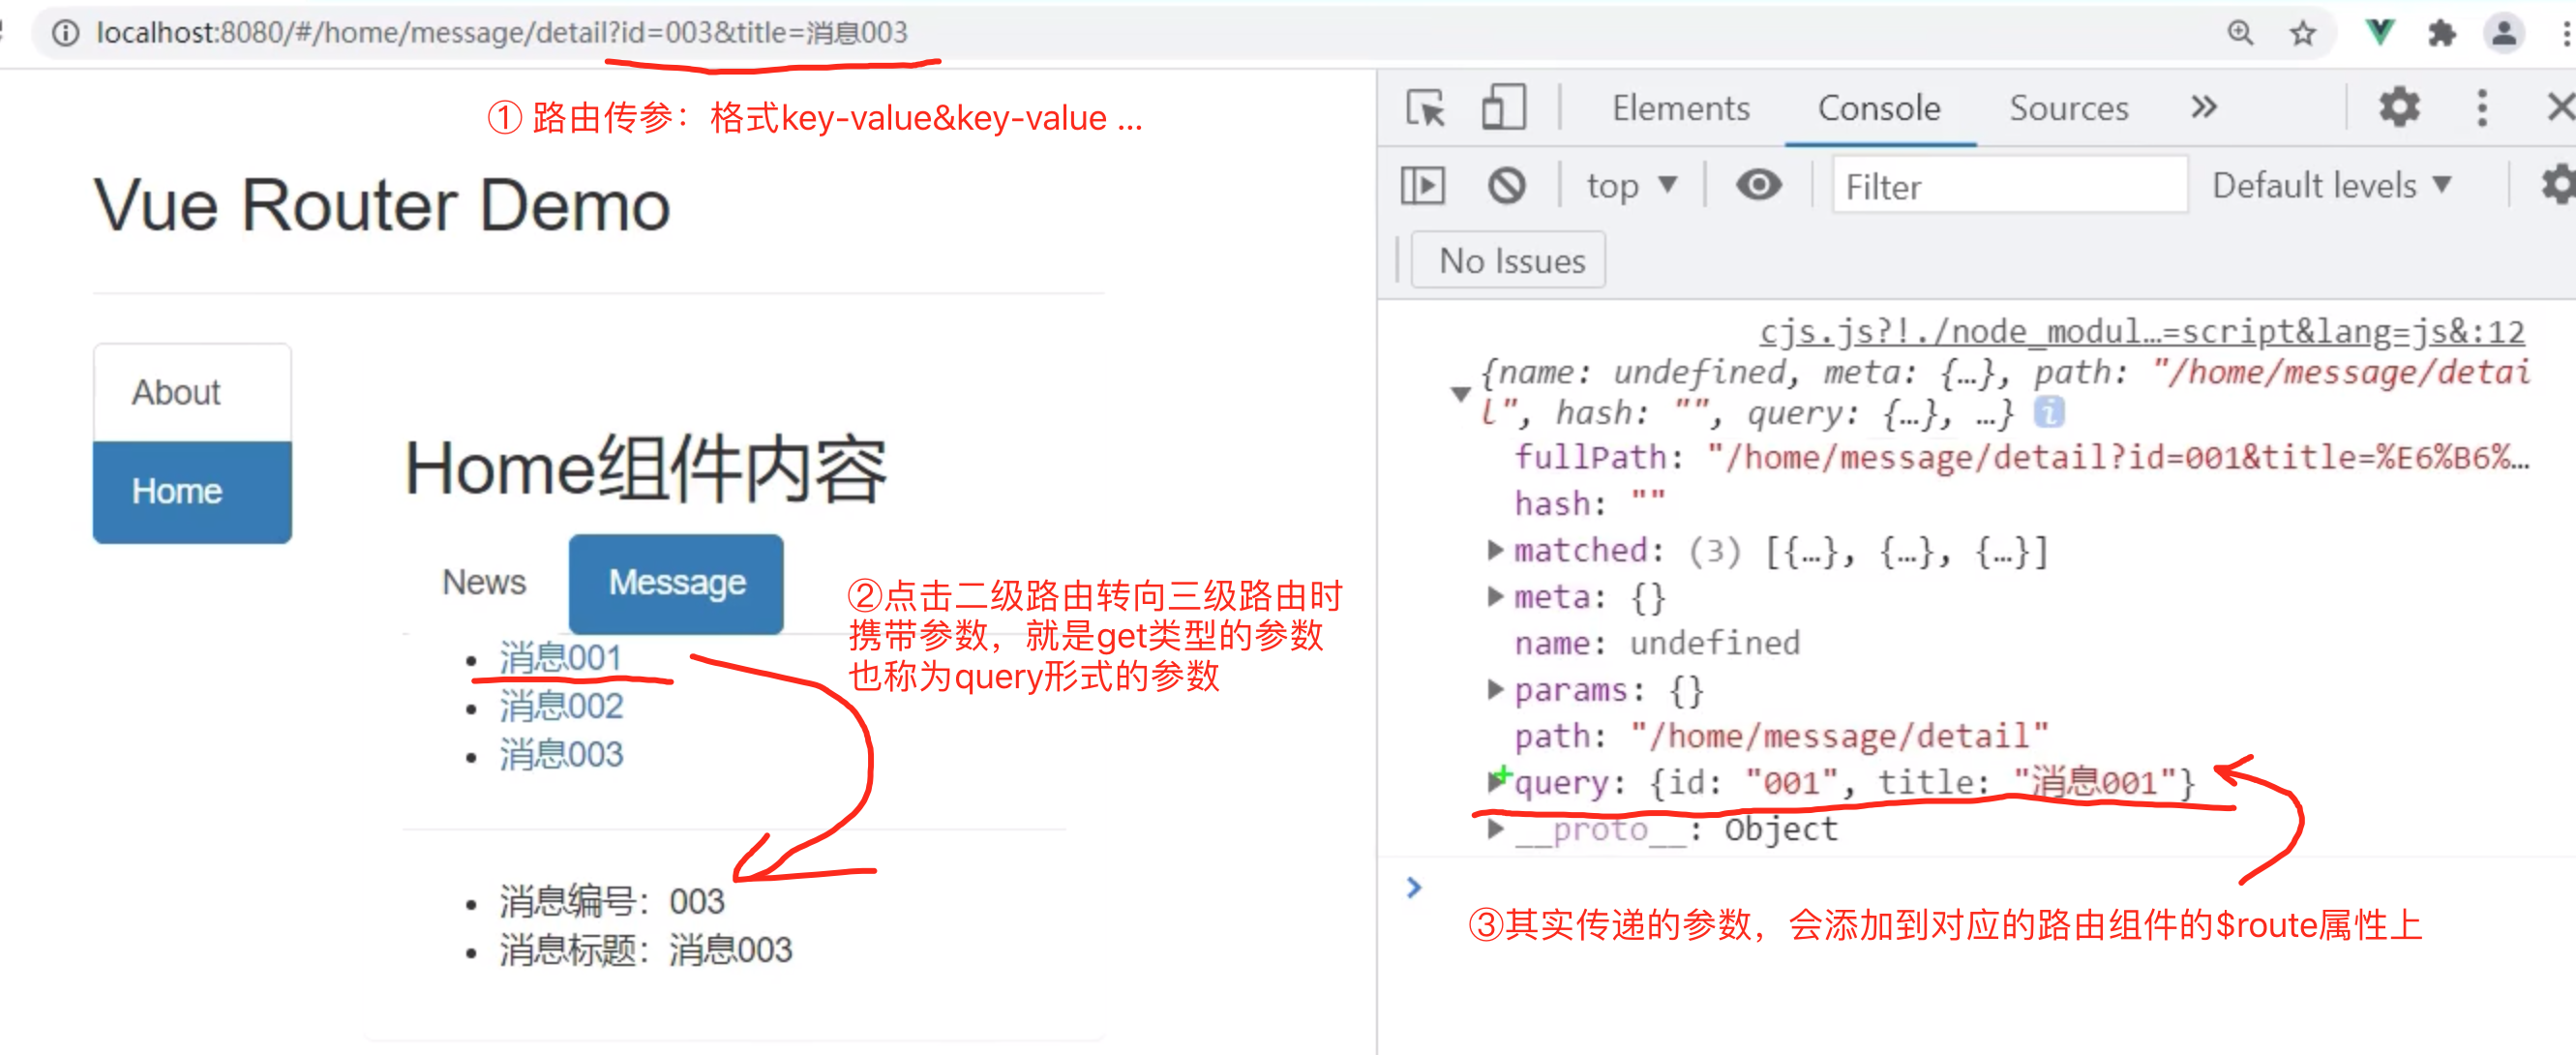 localhost:8080/#/home/message/detail?id=003&title=消息003
① 路由传参：格式key-value&key-value ...
Vue Router Demo
About
Home
Home组件内容
News
Message
②点击二级路由转向三级路由时
携带参数，就是get类型的参数
也称为query形式的参数
消息001
消息002
消息003
消息编号：003
消息标题：消息003
Elements
Console
Sources
»
top ▼
Filter
Default levels ▼
No Issues
cjs.js?!./node_modul…=script&lang=js&:12
{name: undefined, meta: {…}, path: "/home/message/detai
l", hash: "", query: {…}, …} i
fullPath: "/home/message/detail?id=001&title=%E6%B6%…
hash: ""
matched: (3) [{…}, {…}, {…}]
meta: {}
name: undefined
params: {}
path: "/home/message/detail"
query: {id: "001", title: "消息001"}
__proto__: Object
③其实传递的参数，会添加到对应的路由组件的$route属性上